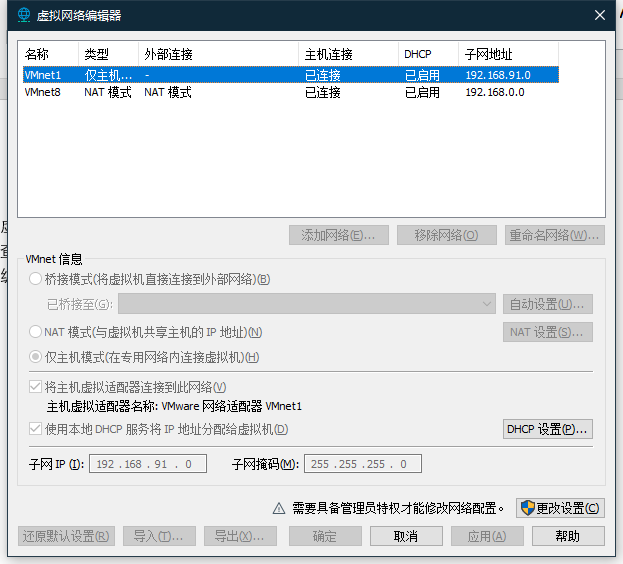 虚拟网络编辑器
名称 类型 外部连接 主机连接 DHCP 子网地址
VMnet1 仅主机... - 已连接 已启用 192.168.91.0
VMnet8 NAT 模式 NAT 模式 已连接 已启用 192.168.0.0
添加网络(E)... 移除网络(O) 重命名网络(W)...
VMnet 信息
桥接模式(将虚拟机直接连接到外部网络)(B)
已桥接至(G): 自动设置(U)...
NAT 模式(与虚拟机共享主机的 IP 地址)(N) NAT 设置(S)...
仅主机模式(在专用网络内连接虚拟机)(H)
将主机虚拟适配器连接到此网络(V)
主机虚拟适配器名称: VMware 网络适配器 VMnet1
使用本地 DHCP 服务将 IP 地址分配给虚拟机(D) DHCP 设置(P)...
子网 IP (I): 192 . 168 . 91 . 0 子网掩码(M): 255 . 255 . 255 . 0
需要具备管理员特权才能修改网络配置。 更改设置(C)
还原默认设置(R) 导入(T)... 导出(X)... 确定 取消 应用(A) 帮助